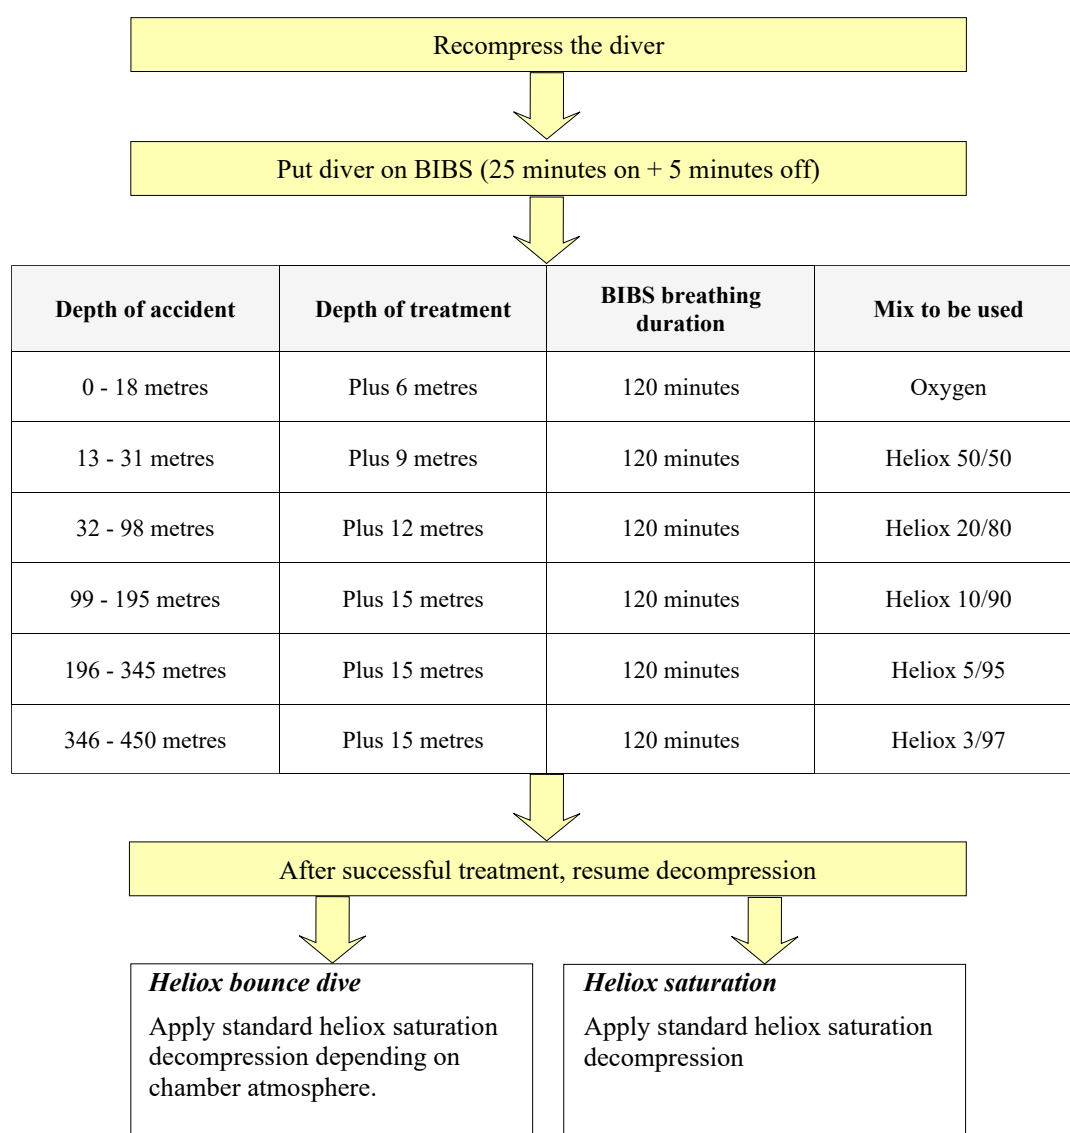 Recompress the diver
Put diver on BIBS (25 minutes on + 5 minutes off)
Depth of accident Depth of treatment BIBS breathing duration Mix to be used
0 - 18 metres Plus 6 metres 120 minutes Oxygen
13 - 31 metres Plus 9 metres 120 minutes Heliox 50/50
32 - 98 metres Plus 12 metres 120 minutes Heliox 20/80
99 - 195 metres Plus 15 metres 120 minutes Heliox 10/90
196 - 345 metres Plus 15 metres 120 minutes Heliox 5/95
346 - 450 metres Plus 15 metres 120 minutes Heliox 3/97
After successful treatment, resume decompression
Heliox bounce dive
Apply standard heliox saturation
decompression depending on
chamber atmosphere.
Heliox saturation
Apply standard heliox saturation
decompression